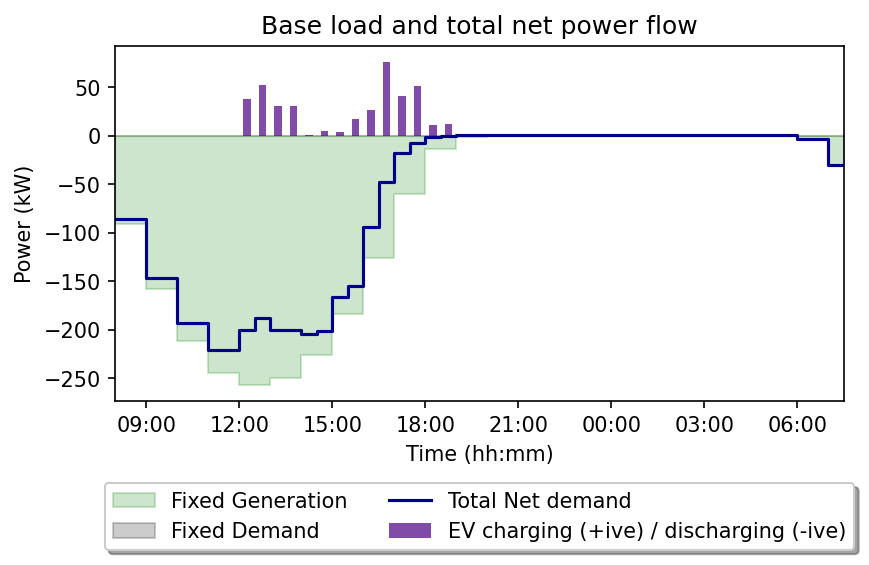 Base load and total net power flow
50
0
−50
−100
−150
−200
−250
Power (kW)
09:00 12:00 15:00 18:00 21:00 00:00 03:00 06:00
Time (hh:mm)
Fixed Generation
Fixed Demand
Total Net demand
EV charging (+ive) / discharging (-ive)